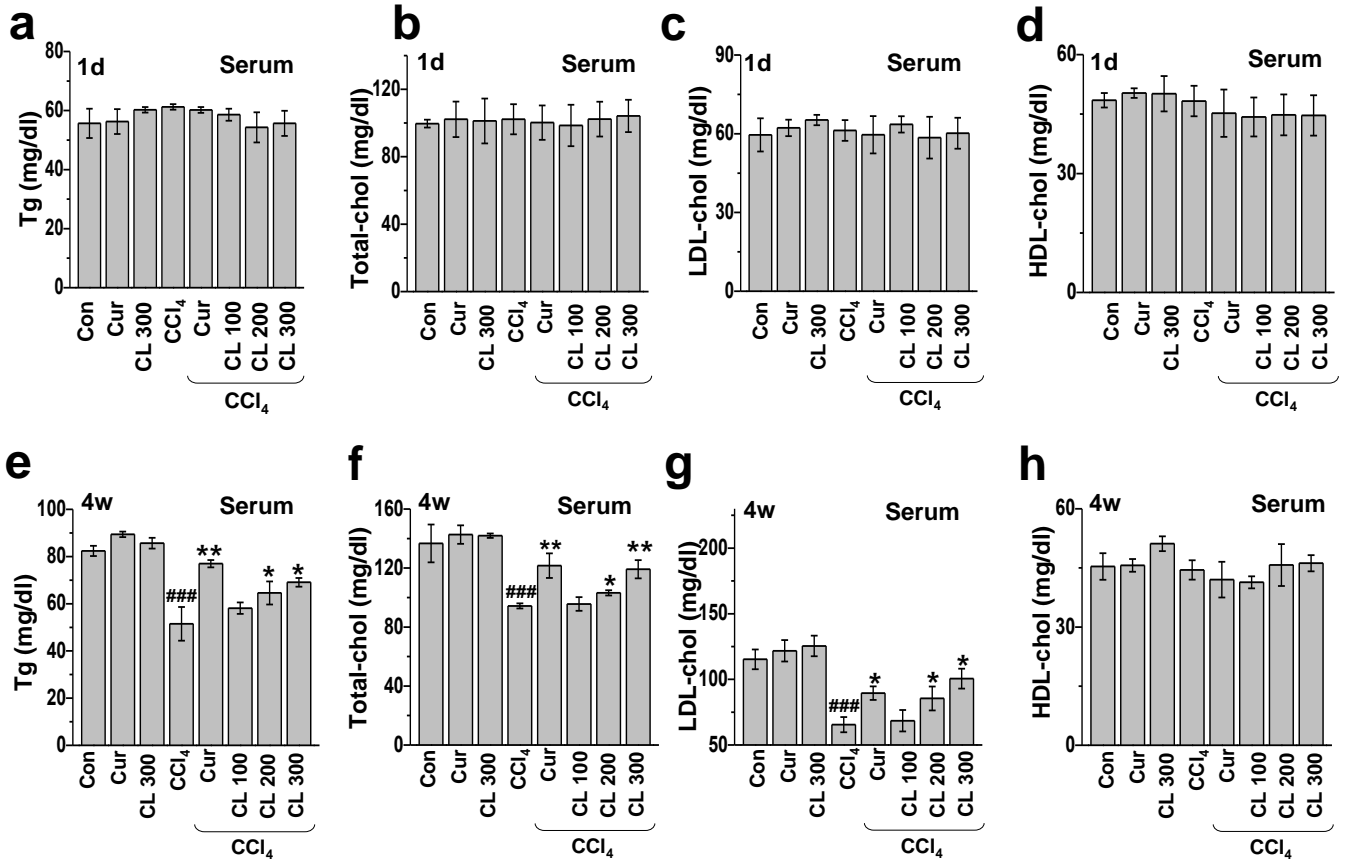 a
1d Serum
Tg (mg/dl)
80
60
40
20
0
Con Cur CL 300 CCl₄ Cur CL 100 CL 200 CL 300
CCl₄
b
1d Serum
Total-chol (mg/dl)
120
80
40
0
Con Cur CL 300 CCl₄ Cur CL 100 CL 200 CL 300
CCl₄
c
1d Serum
LDL-chol (mg/dl)
90
60
30
0
Con Cur CL 300 CCl₄ Cur CL 100 CL 200 CL 300
CCl₄
d
1d Serum
HDL-chol (mg/dl)
60
30
0
Con Cur CL 300 CCl₄ Cur CL 100 CL 200 CL 300
CCl₄
e
4w Serum
Tg (mg/dl)
100
80
60
40
20
0
### ** * *
Con Cur CL 300 CCl₄ Cur CL 100 CL 200 CL 300
CCl₄
f
4w Serum
Total-chol (mg/dl)
160
120
80
40
0
### ** * **
Con Cur CL 300 CCl₄ Cur CL 100 CL 200 CL 300
CCl₄
g
4w Serum
LDL-chol (mg/dl)
200
150
100
50
### * * *
Con Cur CL 300 CCl₄ Cur CL 100 CL 200 CL 300
CCl₄
h
4w Serum
HDL-chol (mg/dl)
60
30
0
Con Cur CL 300 CCl₄ Cur CL 100 CL 200 CL 300
CCl₄